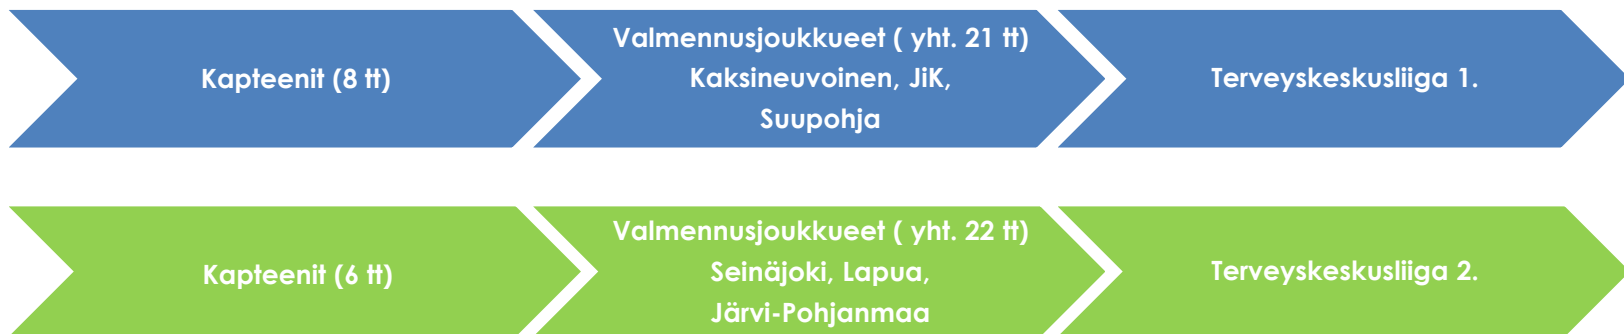 Kapteenit (8 tt)
Valmennusjoukkueet ( yht. 21 tt)
Kaksineuvoinen, JiK,
Suupohja
Terveyskeskusliiga 1.
Kapteenit (6 tt)
Valmennusjoukkueet ( yht. 22 tt)
Seinäjoki, Lapua,
Järvi-Pohjanmaa
Terveyskeskusliiga 2.